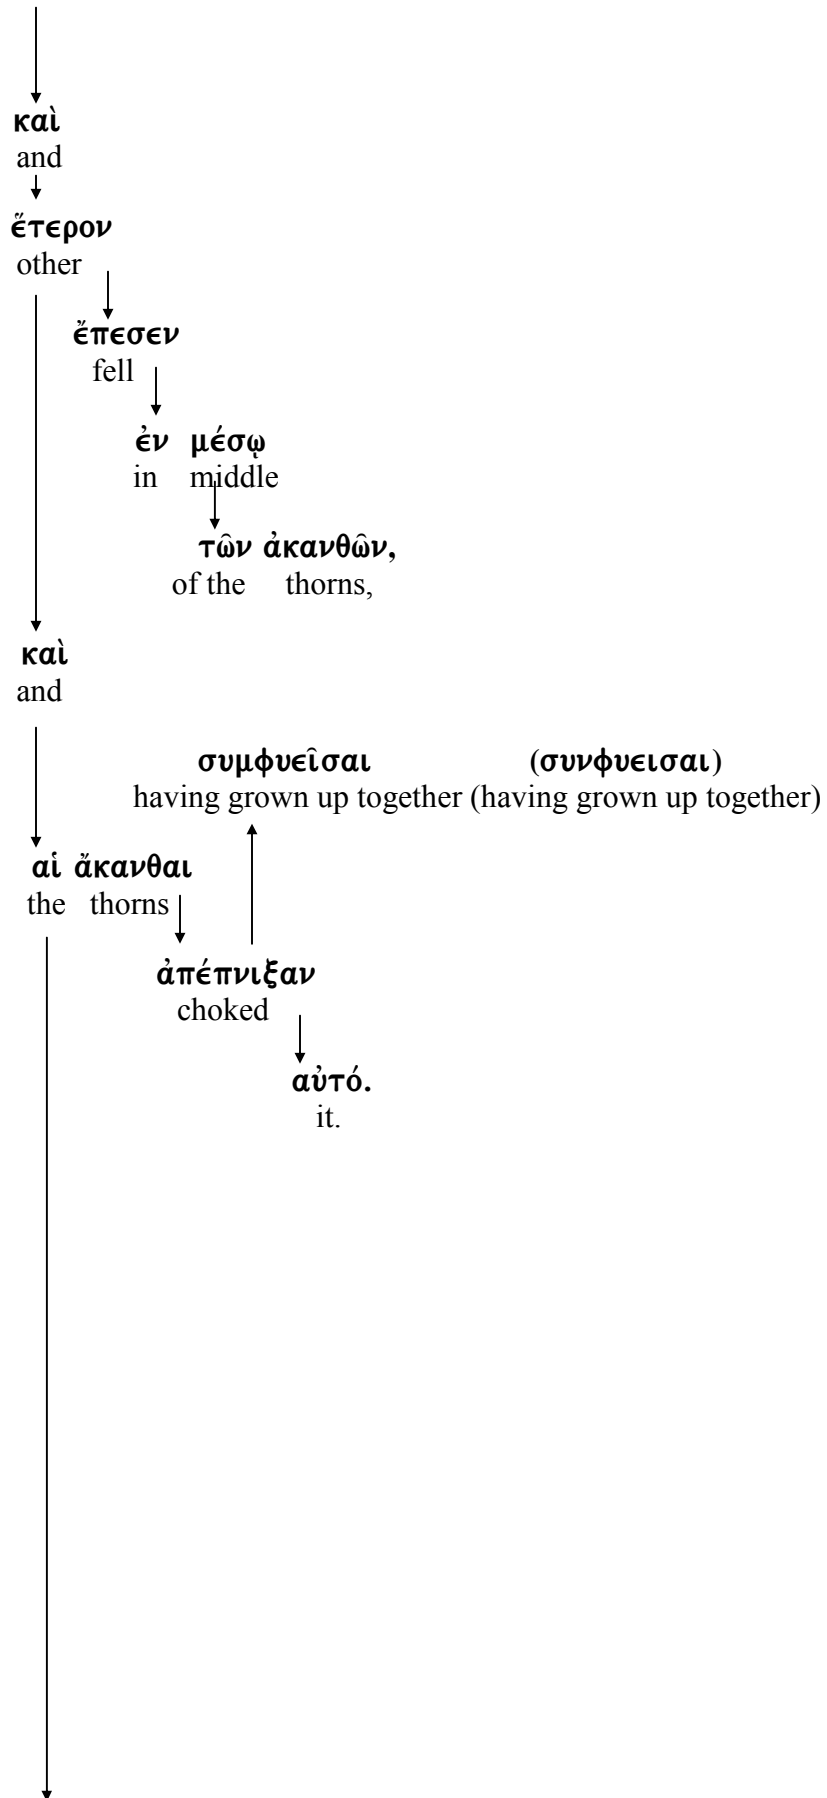 καὶ
and
ἕτερον
other
ἔπεσεν
fell
ἐν μέσῳ
in middle
τῶν ἀκανθῶν,
of the thorns,
καὶ
and
συμφυεῖσαι (συνφυεισαι)
having grown up together (having grown up together)
αἱ ἄκανθαι
the thorns
ἀπέπνιξαν
choked
αὐτό.
it.